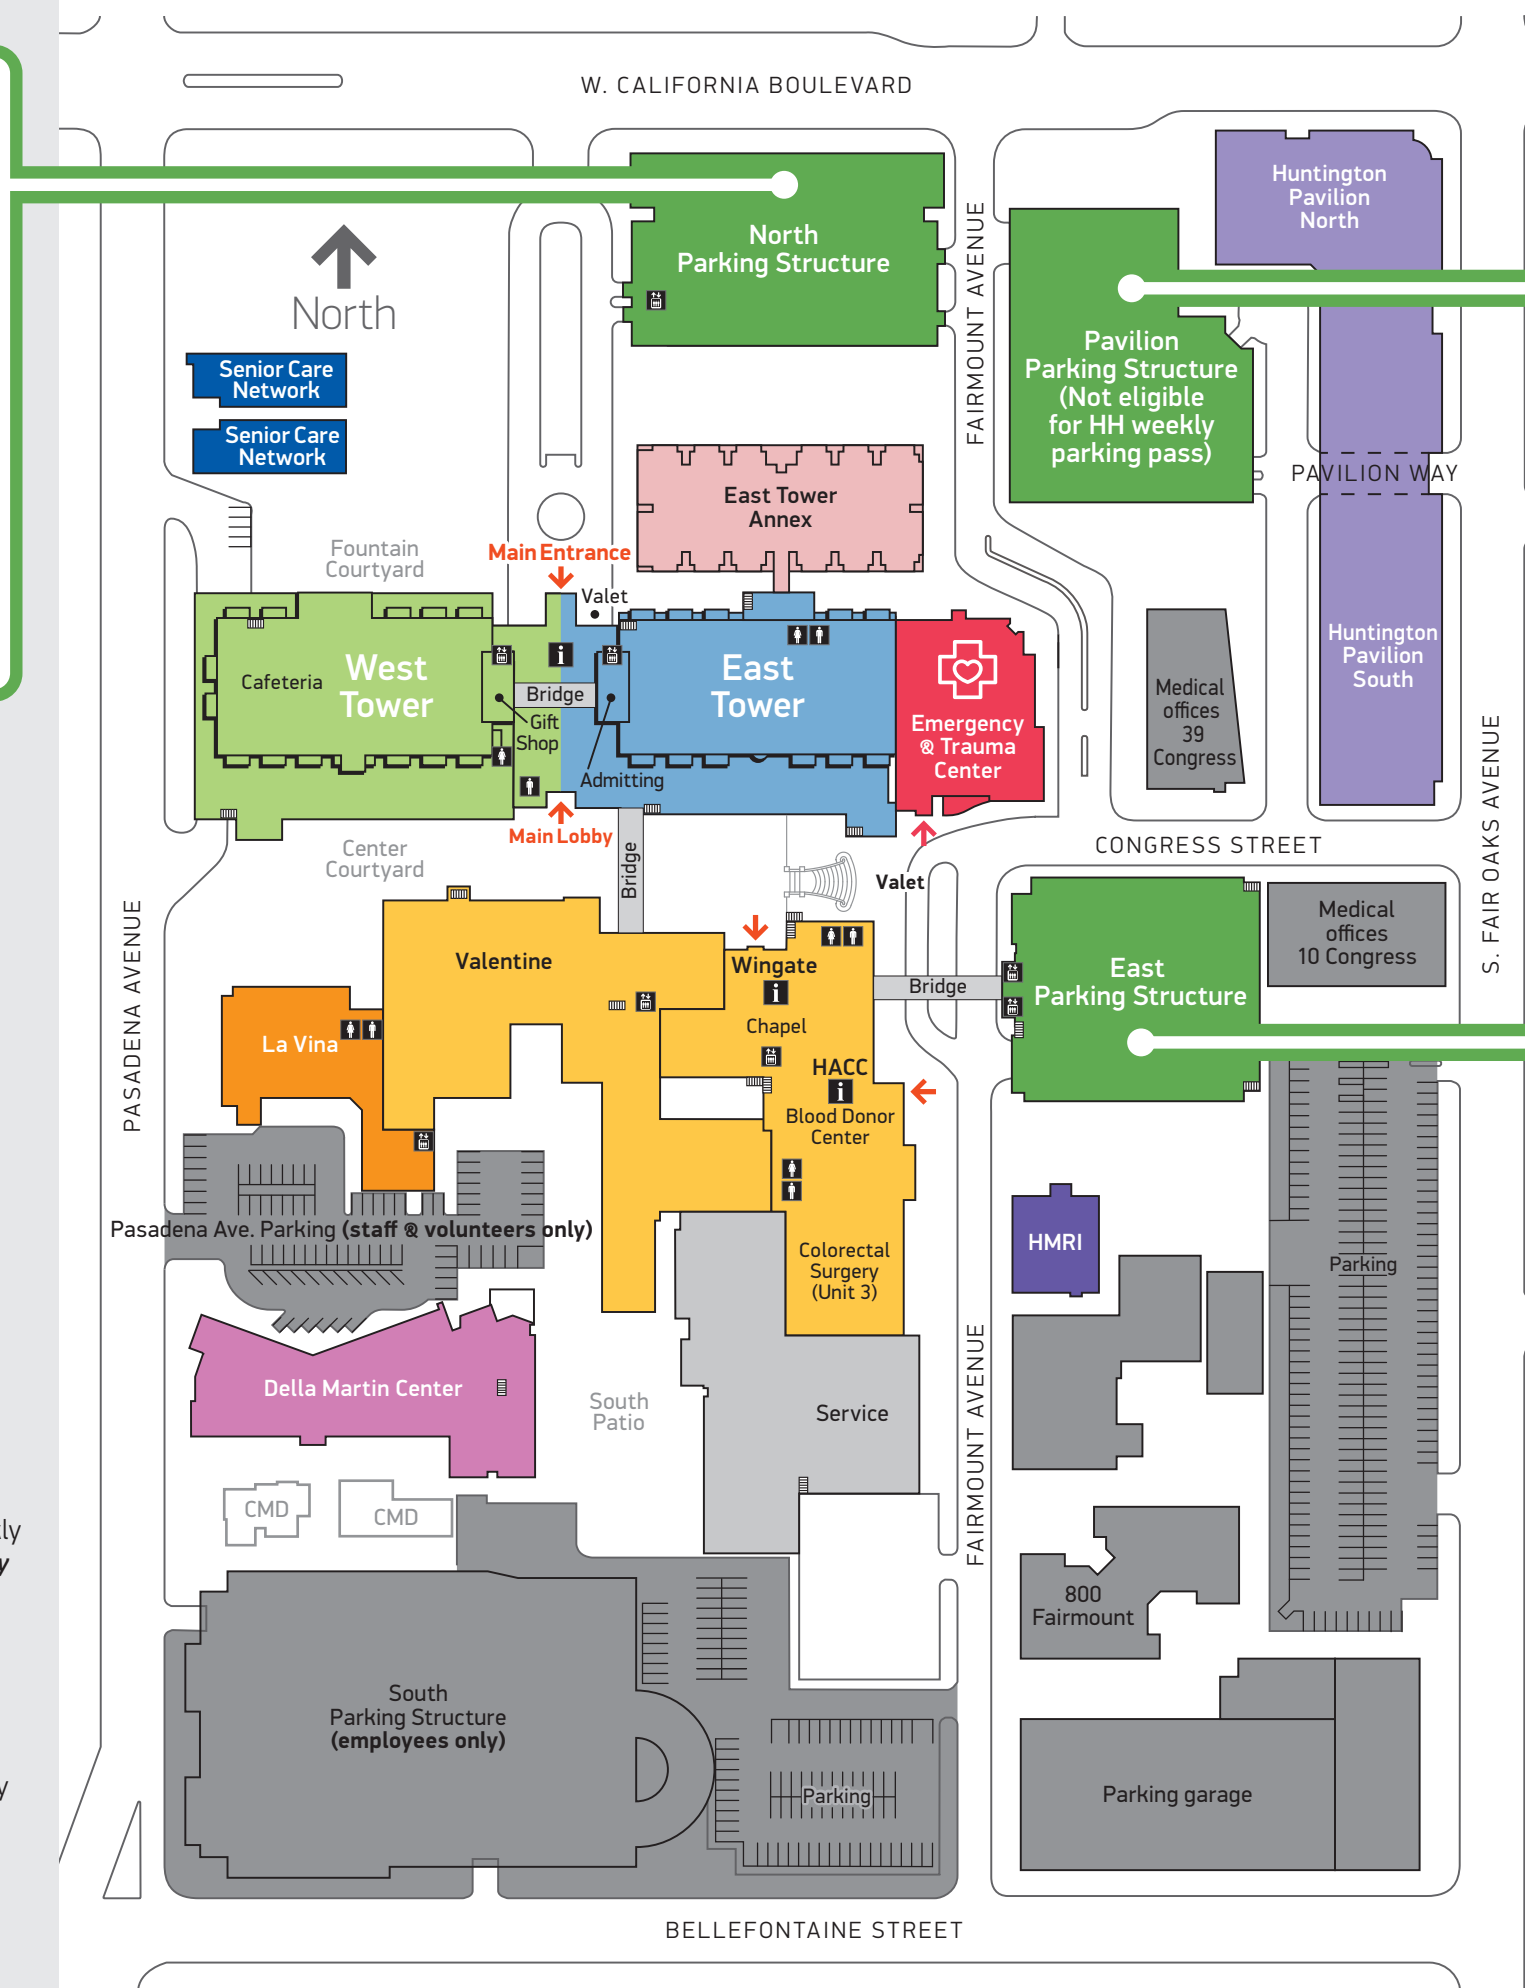 W. CALIFORNIA BOULEVARD
Huntington
Pavilion
North
North
Parking Structure
FAIRMOUNT AVENUE
North
Pavilion
Parking Structure
(Not eligible
for HH weekly
parking pass)
Senior Care
Network
Senior Care
Network
PAVILION WAY
East Tower
Annex
Fountain
Courtyard
Main Entrance
Valet
Huntington
Pavilion
South
West
Tower
Cafeteria
Bridge
Gift
Shop
Admitting
East
Tower
Emergency
& Trauma
Center
Medical
offices
39
Congress
Main Lobby
S. FAIR OAKS AVENUE
CONGRESS STREET
Center
Courtyard
Bridge
Valet
PASADENA AVENUE
Medical
offices
10 Congress
Valentine
Wingate
Chapel
Bridge
East
Parking Structure
La Vina
HACC
Blood Donor
Center
Pasadena Ave. Parking (staff & volunteers only)
HMRI
Colorectal
Surgery
(Unit 3)
Parking
Della Martin Center
South
Patio
Service
FAIRMOUNT AVENUE
CMD
CMD
ly
y
800
Fairmount
South
Parking Structure
(employees only)
y
Parking
Parking garage
BELLEFONTAINE STREET